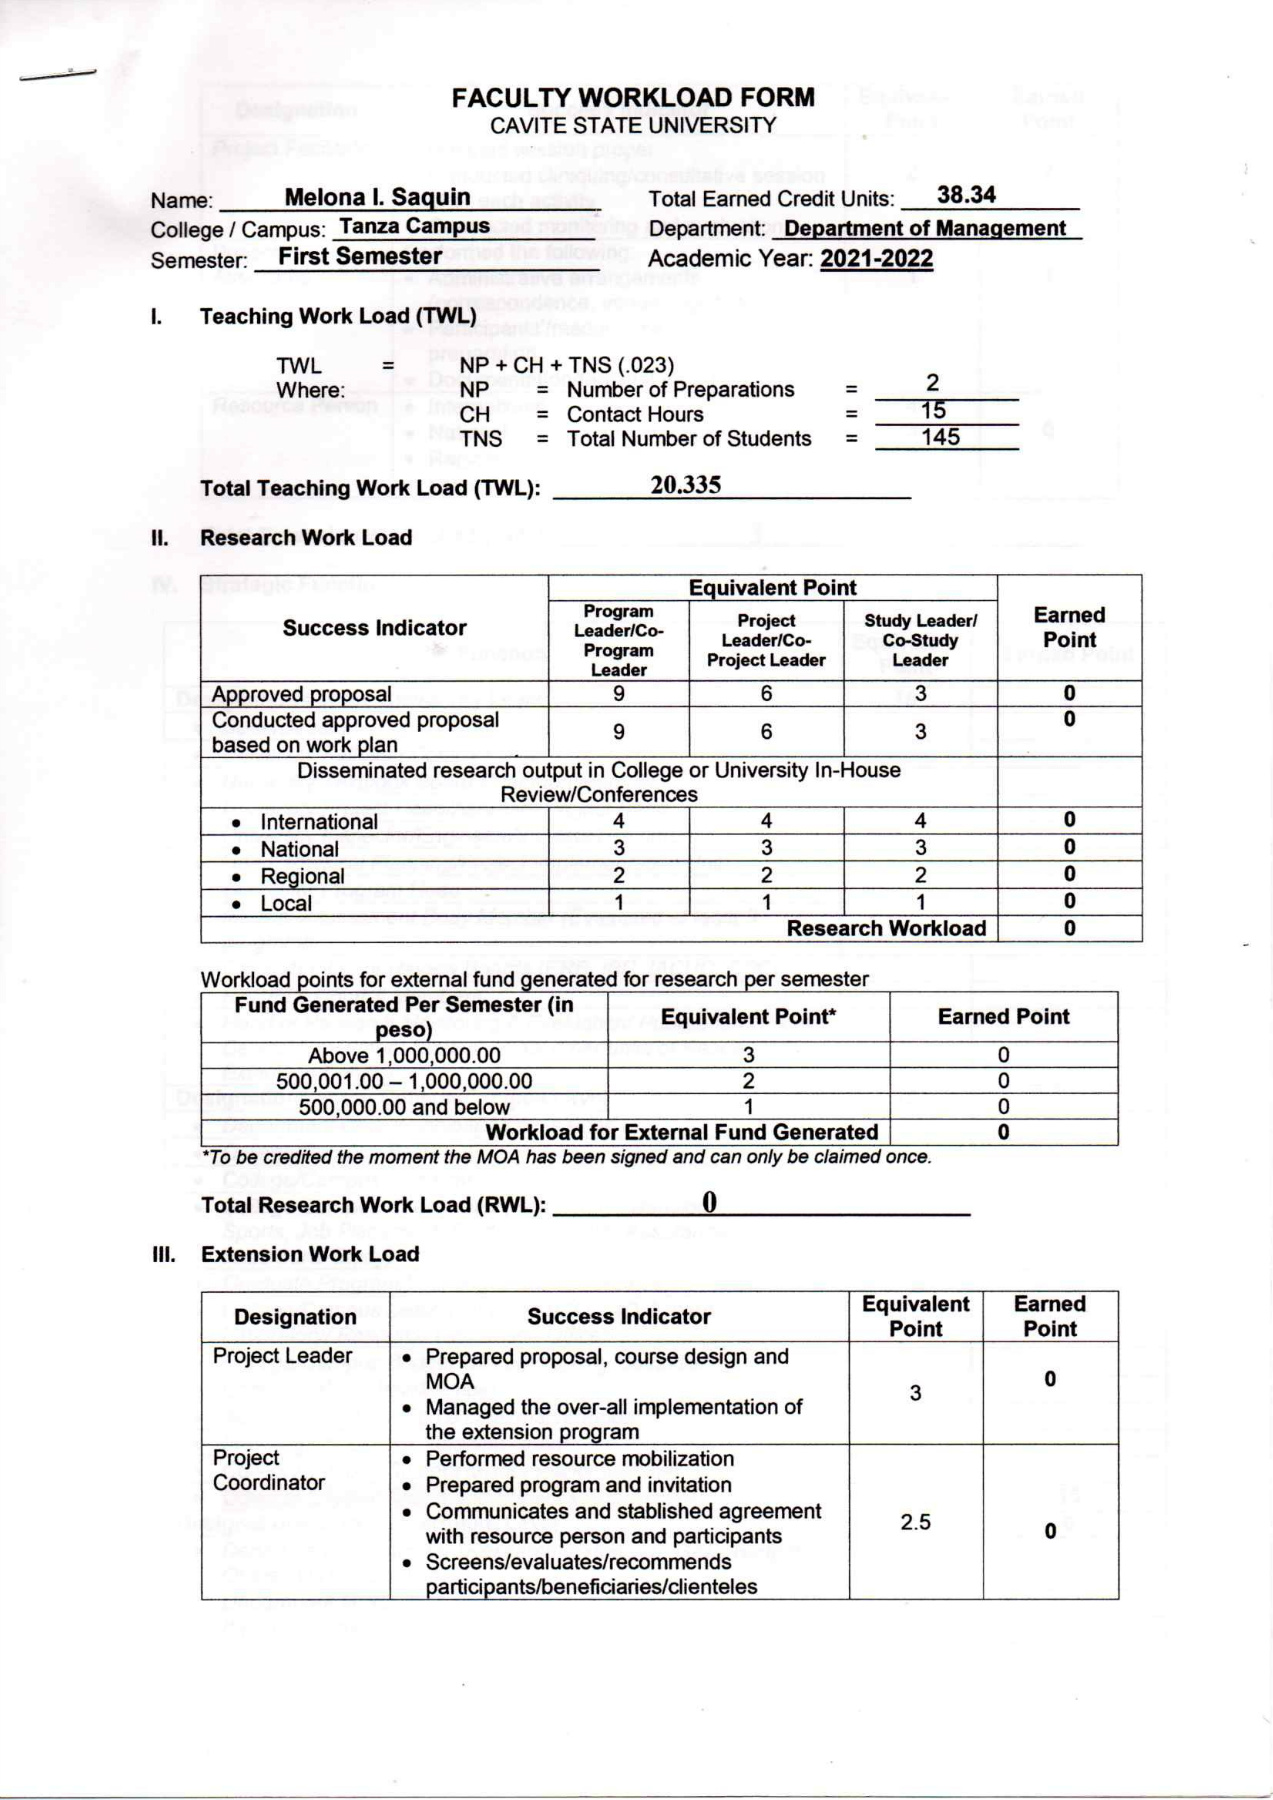 FACULTY WORKLOAD FORM
CAVITE STATE UNIVERSITY
Name: Melona I. Saquin Total Earned Credit Units: 38.34
College / Campus: Tanza Campus Department: Department of Management
Semester: First Semester Academic Year: 2021-2022
I. Teaching Work Load (TWL)
TWL = NP + CH + TNS (.023)
Where: NP = Number of Preparations = 2
CH = Contact Hours = 15
TNS = Total Number of Students = 145
Total Teaching Work Load (TWL): 20.335
II. Research Work Load
Success Indicator
Equivalent Point
Program Leader/Co-Program Leader
Project Leader/Co-Project Leader
Study Leader/ Co-Study Leader
Earned Point
Approved proposal 9 6 3 0
Conducted approved proposal based on work plan 9 6 3 0
Disseminated research output in College or University In-House
Review/Conferences
• International 4 4 4 0
• National 3 3 3 0
• Regional 2 2 2 0
• Local 1 1 1 0
Research Workload 0
Workload points for external fund generated for research per semester
Fund Generated Per Semester (in peso) Equivalent Point* Earned Point
Above 1,000,000.00 3 0
500,001.00 – 1,000,000.00 2 0
500,000.00 and below 1 0
Workload for External Fund Generated 0
*To be credited the moment the MOA has been signed and can only be claimed once.
Total Research Work Load (RWL): 0
III. Extension Work Load
Designation Success Indicator Equivalent Point Earned Point
Project Leader • Prepared proposal, course design and
MOA
• Managed the over-all implementation of
the extension program
3 0
Project Coordinator • Performed resource mobilization
• Prepared program and invitation
• Communicates and stablished agreement
with resource person and participants
• Screens/evaluates/recommends
participants/beneficiaries/clienteles
2.5 0